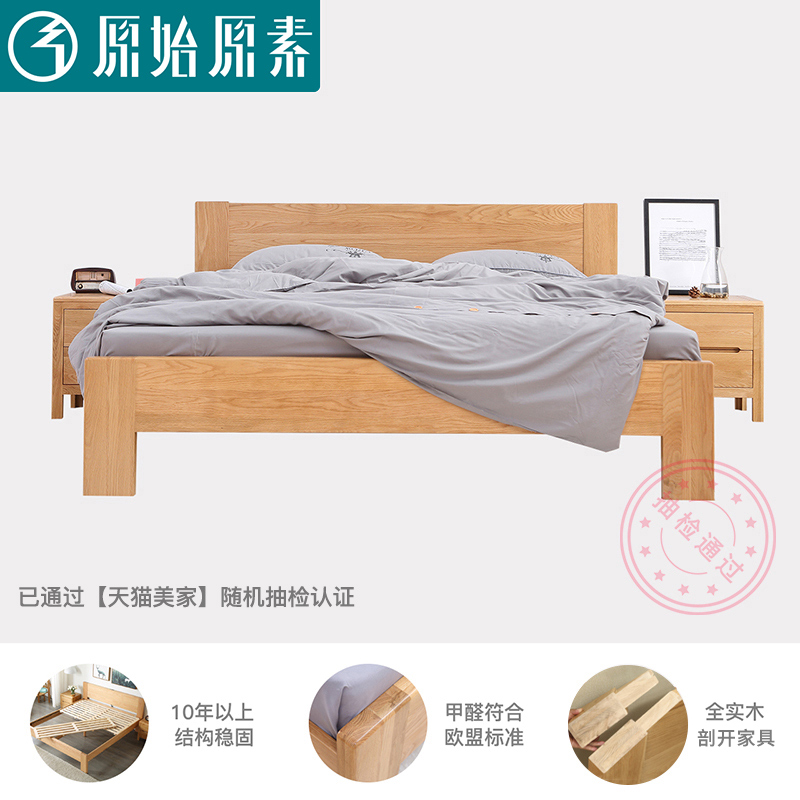 原始原素
抽检通过
已通过【天猫美家】随机抽检认证
10年以上
结构稳固
甲醛符合
欧盟标准
全实木
剖开家具